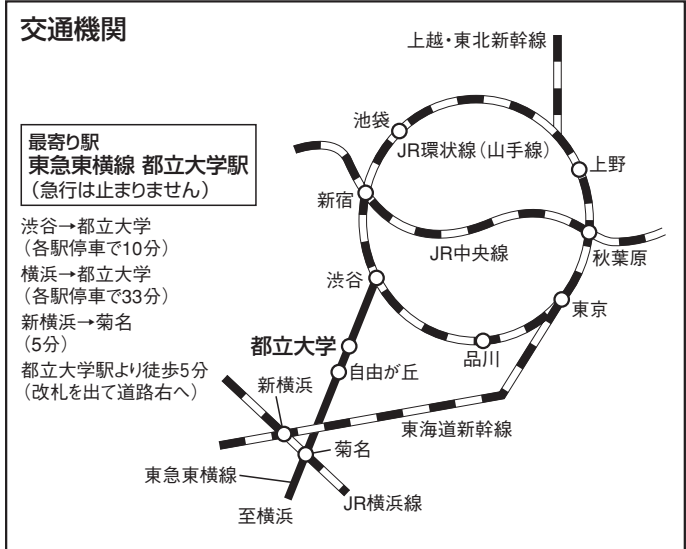 交通機関
最寄り駅
東急東横線 都立大学駅
(急行は止まりません)
渋谷→都立大学
(各駅停車で10分)
横浜→都立大学
(各駅停車で33分)
新横浜→菊名
(5分)
都立大学駅より徒歩5分
(改札を出て道路右へ)
上越・東北新幹線
池袋
JR環状線(山手線)
上野
新宿
JR中央線
秋葉原
渋谷
東京
都立大学
品川
自由が丘
新横浜
東海道新幹線
菊名
東急東横線
JR横浜線
至横浜